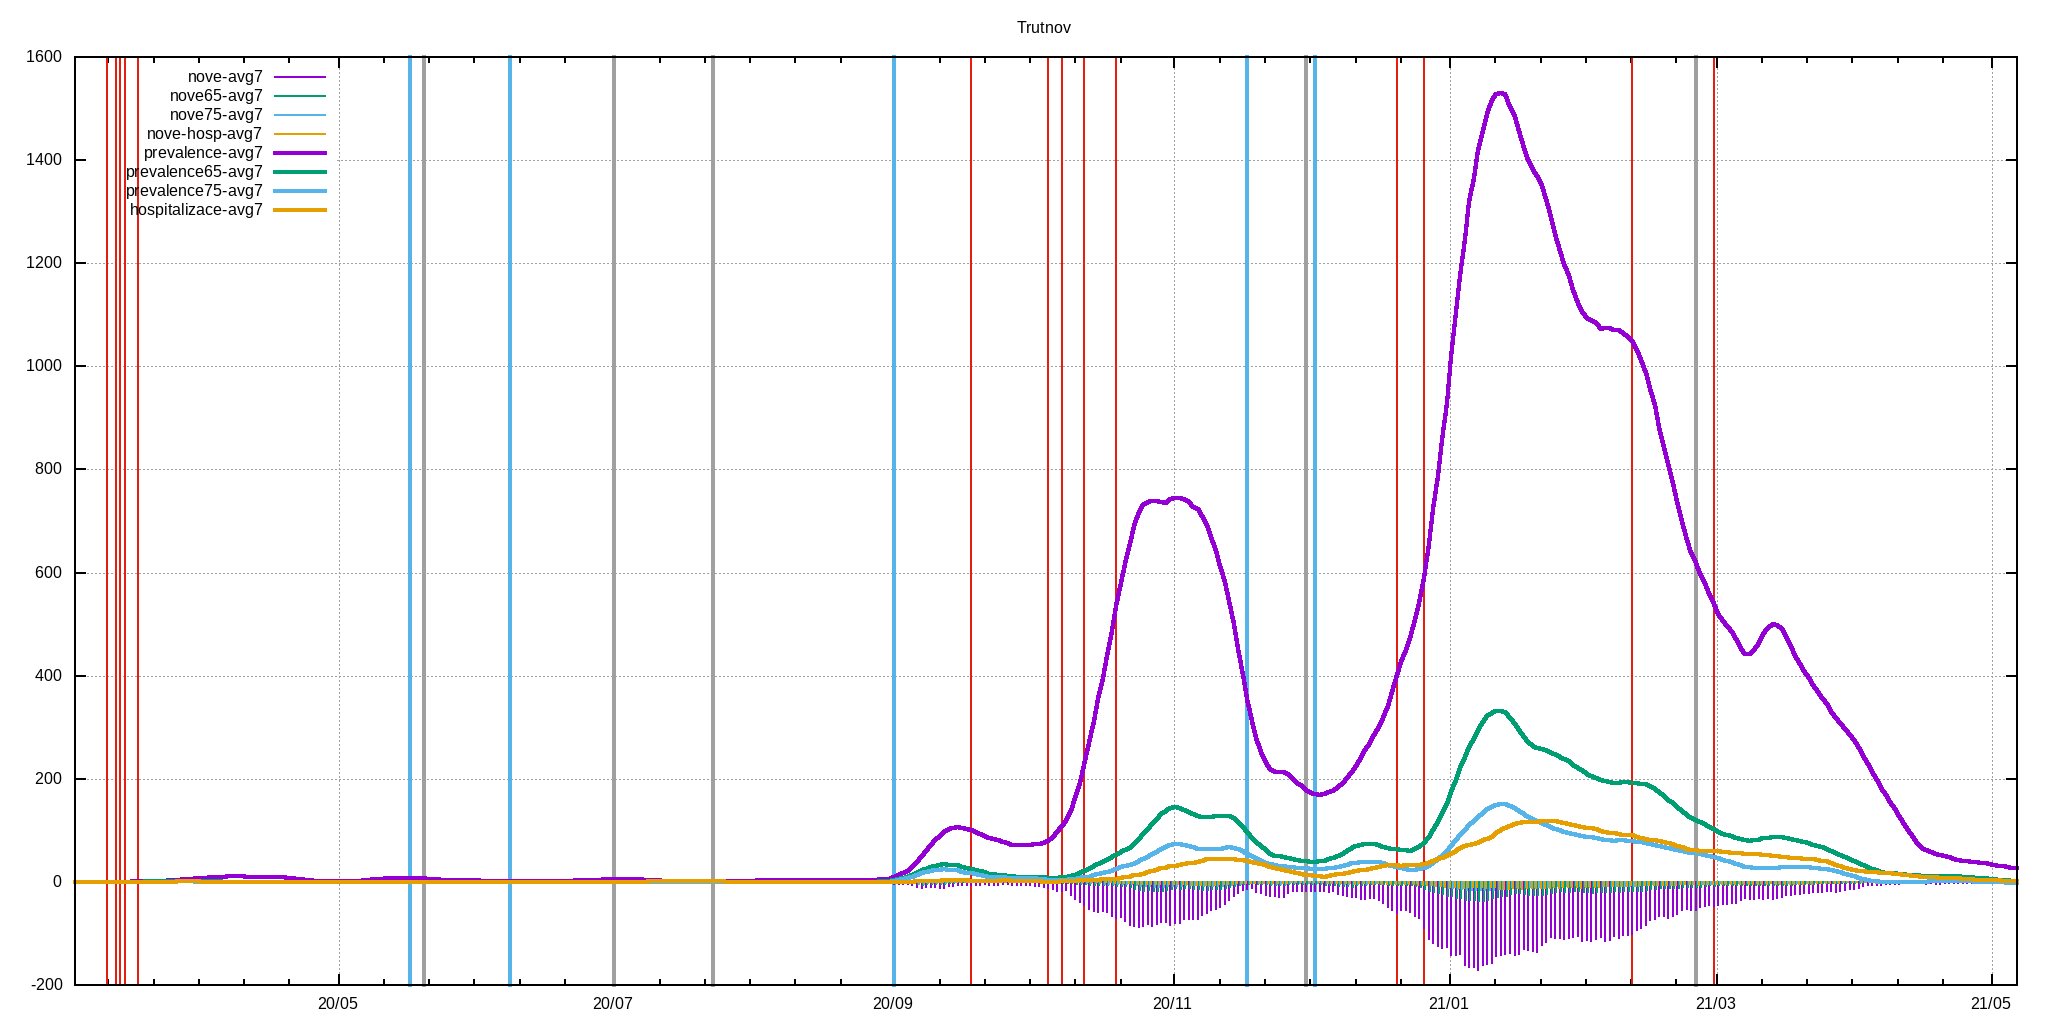 Trutnov
1600
1400
1200
1000
800
600
400
200
0
-200
nove-avg7
nove65-avg7
nove75-avg7
nove-hosp-avg7
prevalence-avg7
prevalence65-avg7
prevalence75-avg7
hospitalizace-avg7
20/05
20/07
20/09
20/11
21/01
21/03
21/05